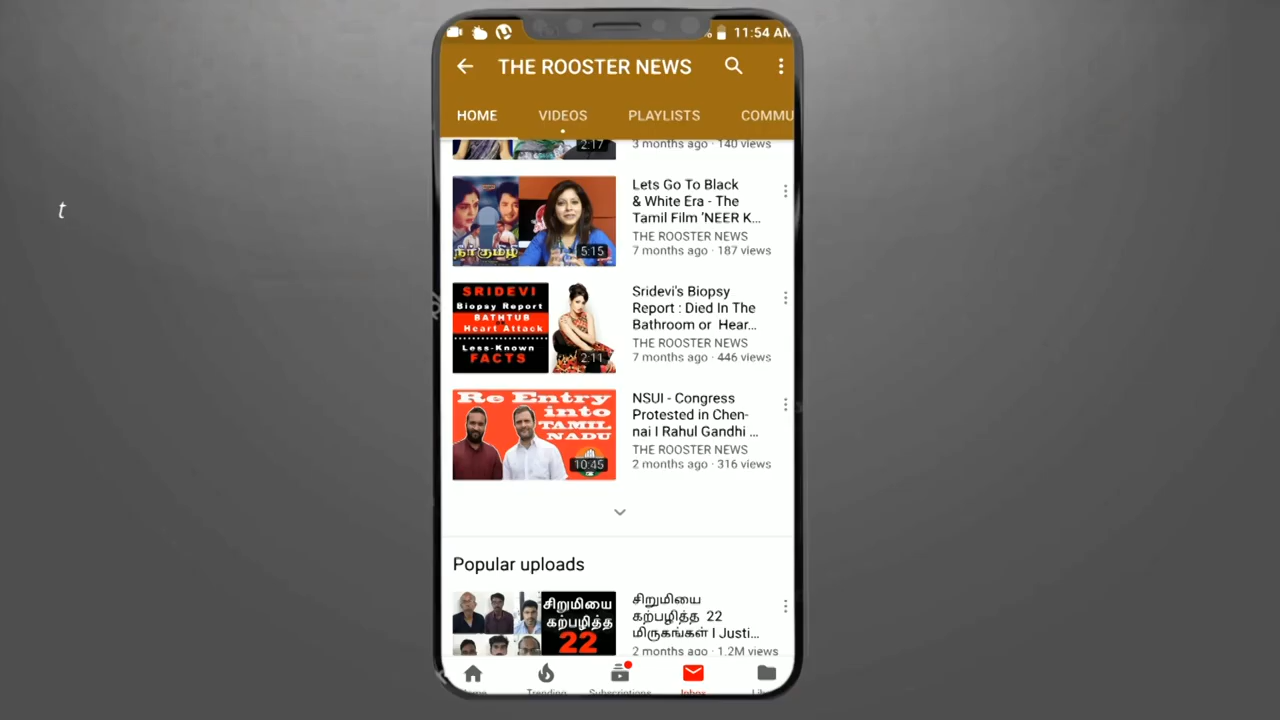 11:54 AM
THE ROOSTER NEWS
HOME VIDEOS PLAYLISTS COMMU
2:17
3 months ago · 140 views
t
Lets Go To Black
& White Era - The
Tamil Film 'NEER K...
THE ROOSTER NEWS
7 months ago · 187 views
நீர்குமிழி
5:15
SRIDEVI
Biopsy Report
BATHTUB
Heart Attack
Less-Known
FACTS
2:11
Sridevi's Biopsy
Report : Died In The
Bathroom or Hear...
THE ROOSTER NEWS
7 months ago · 446 views
Re Entry
into
TAMIL
NADU
10:45
NSUI - Congress
Protested in Chen-
nai I Rahul Gandhi ...
THE ROOSTER NEWS
2 months ago · 316 views
Popular uploads
சிறுமியை
கற்பழித்த
22
சிறுமியை
கற்பழித்த 22
மிருகங்கள் I Justi...
2 months ago · 1.2M views
Home Trending Subscriptions Inbox